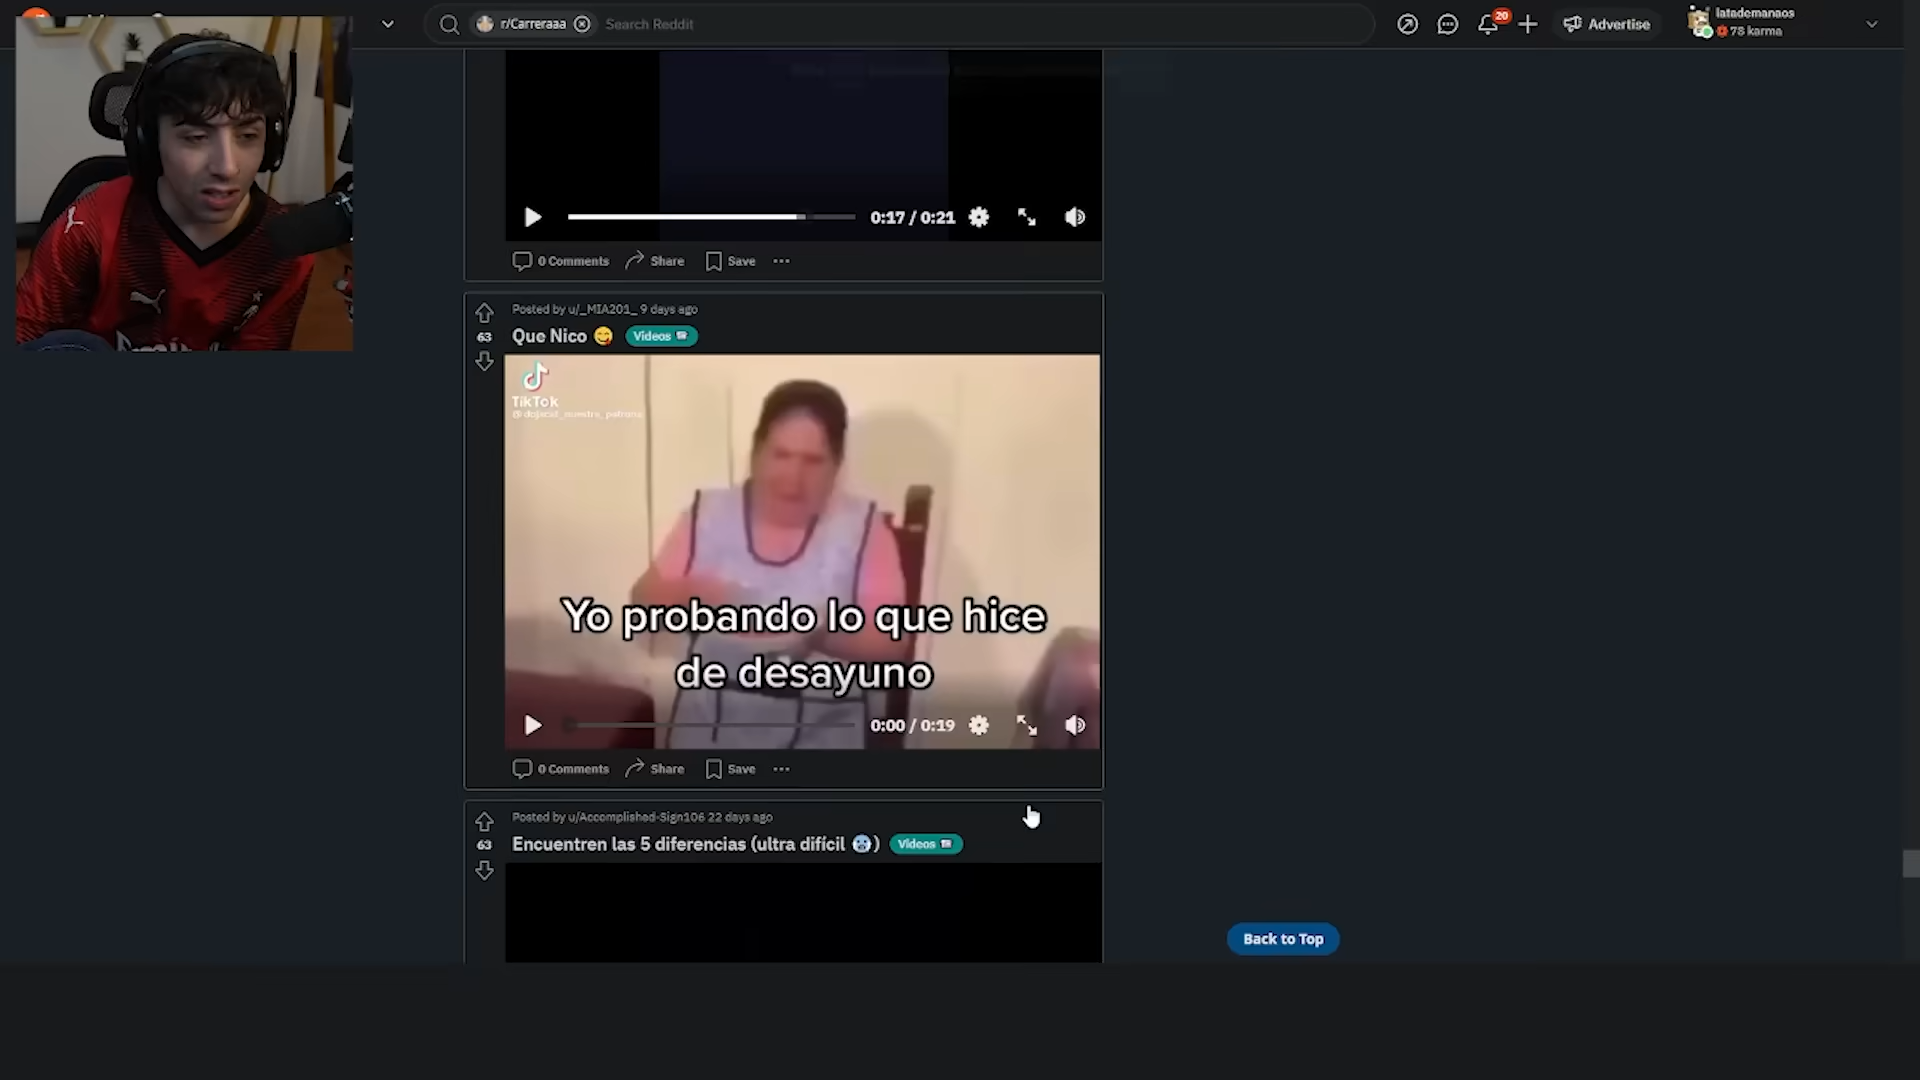 r/Carreraaa
Search Reddit
20
Advertise
latademanaos
78 karma
0:17 / 0:21
0 Comments
Share
Save
Posted by u/_MIA201_ 9 days ago
63
Que Nico 😋
Videos
TikTok
Yo probando lo que hice
de desayuno
0:00 / 0:19
0 Comments
Share
Save
Posted by u/Accomplished-Sign106 22 days ago
63
Encuentren las 5 diferencias (ultra difícil 🥶)
Videos
Back to Top